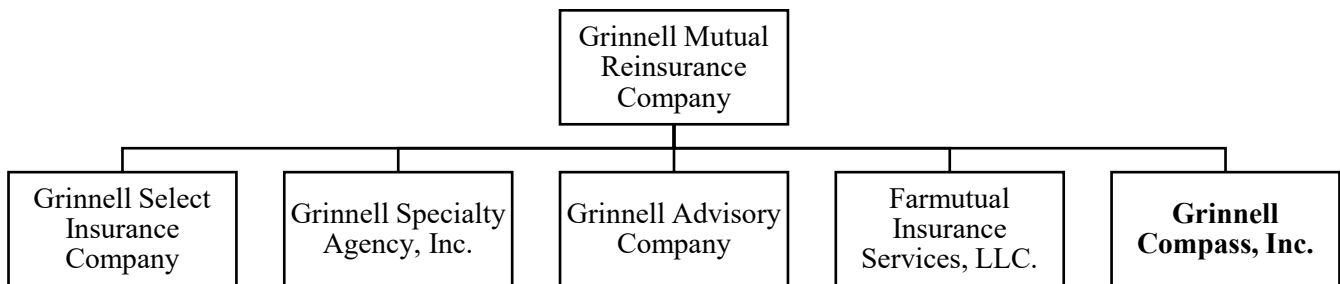 Grinnell Mutual
Reinsurance
Company
Grinnell Select
Insurance
Company
Grinnell Specialty
Agency, Inc.
Grinnell Advisory
Company
Farmutual
Insurance
Services, LLC.
Grinnell
Compass, Inc.